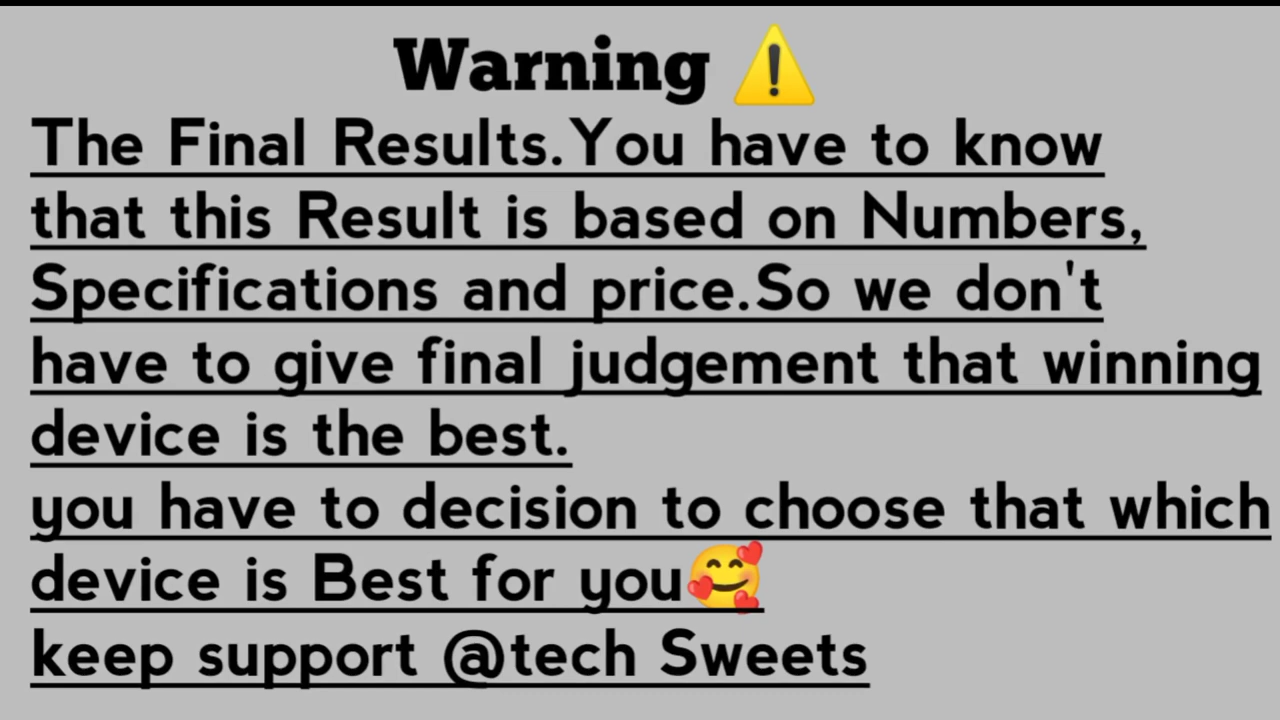 Warning ⚠️
The Final Results.You have to know
that this Result is based on Numbers,
Specifications and price.So we don't
have to give final judgement that winning
device is the best.
you have to decision to choose that which
device is Best for you🥰
keep support @tech Sweets